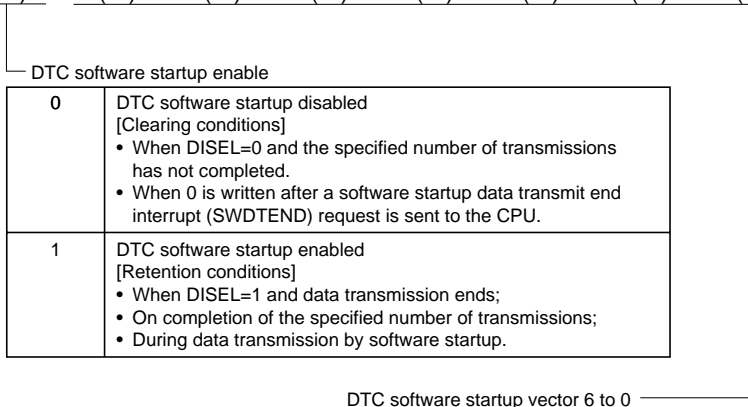 DTC software startup enable
0 DTC software startup disabled
[Clearing conditions]
• When DISEL=0 and the specified number of transmissions
has not completed.
• When 0 is written after a software startup data transmit end
interrupt (SWDTEND) request is sent to the CPU.
1 DTC software startup enabled
[Retention conditions]
• When DISEL=1 and data transmission ends;
• On completion of the specified number of transmissions;
• During data transmission by software startup.
DTC software startup vector 6 to 0